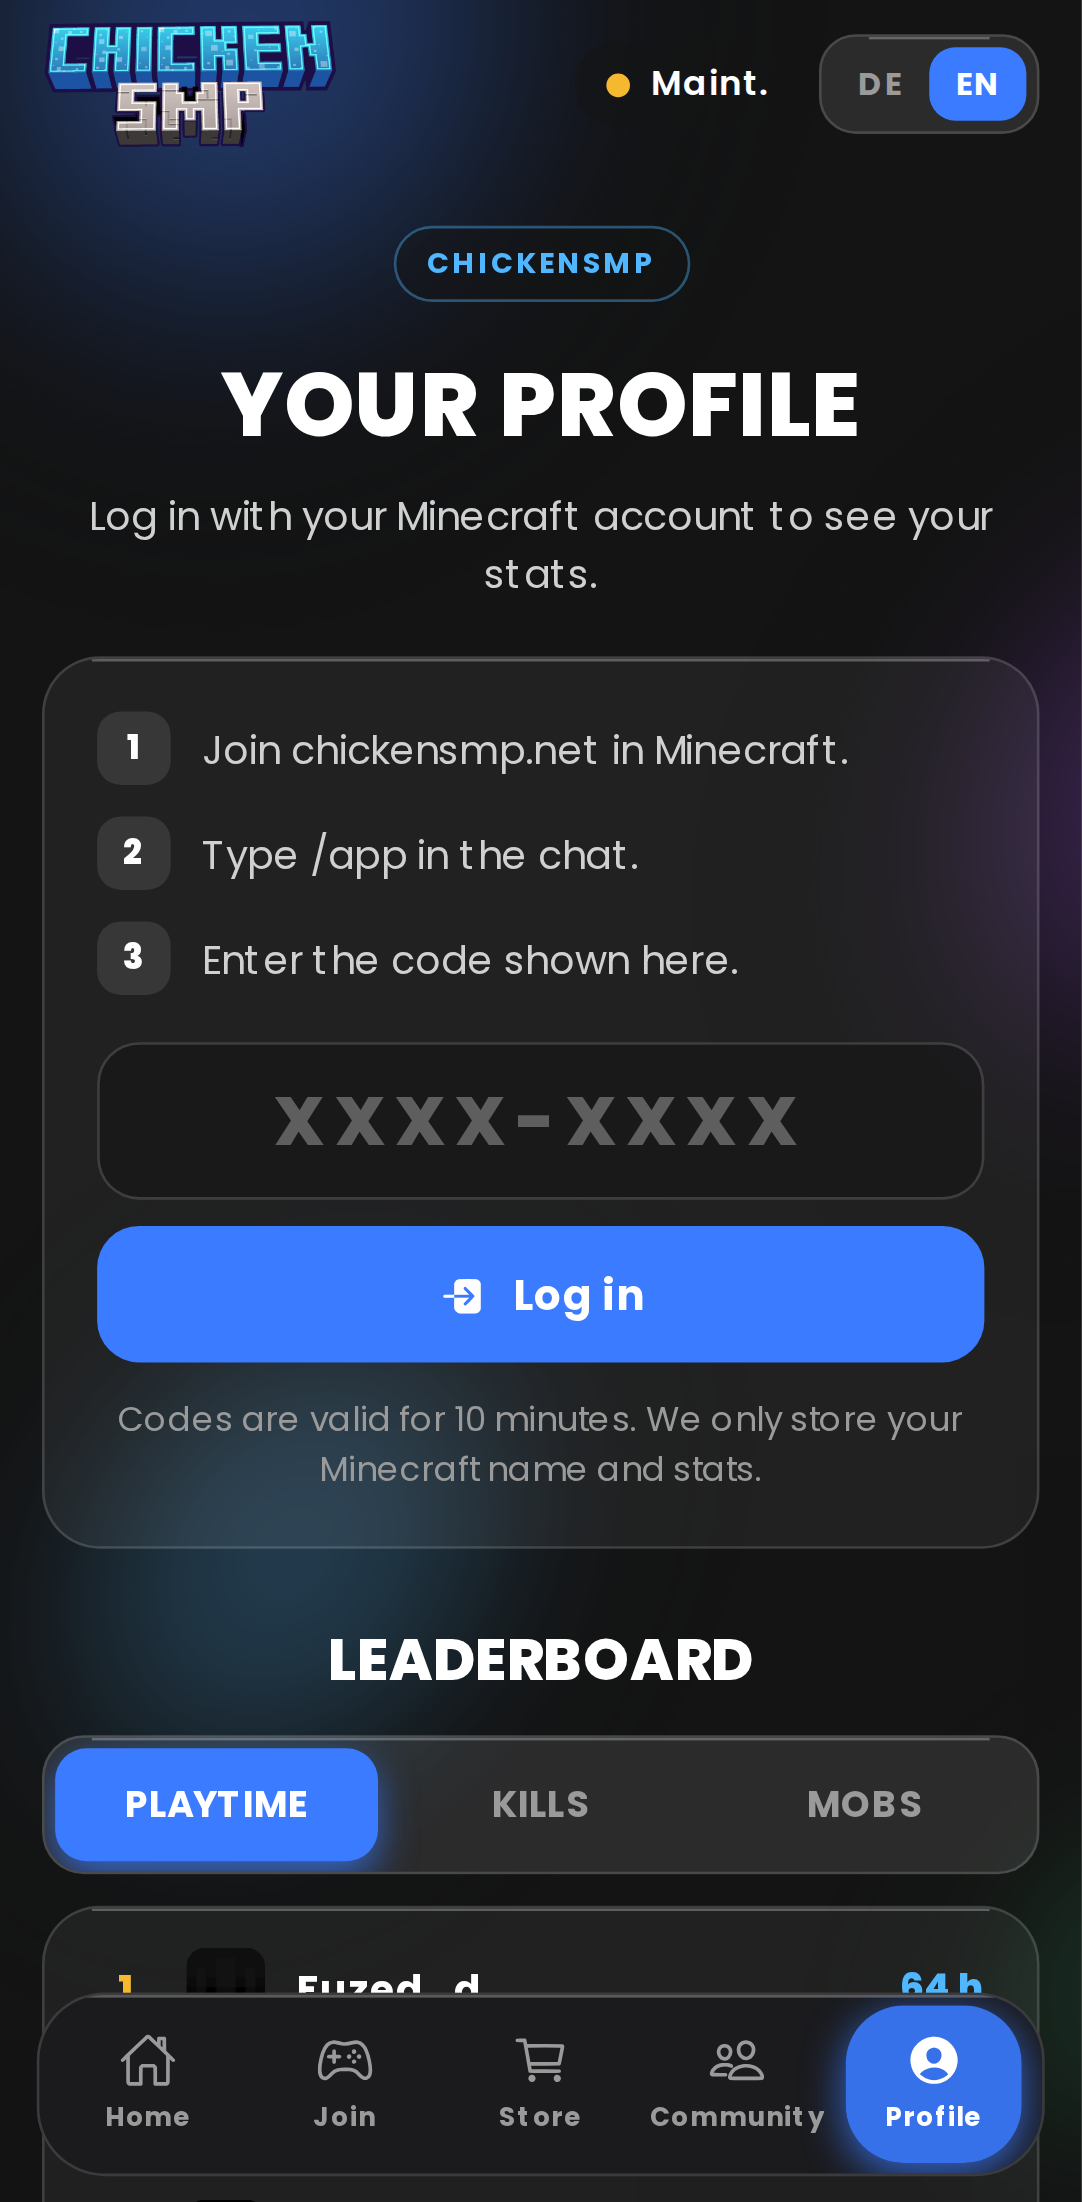 CHICKEN
SMP
Maint.
DE EN
CHICKENSMP
YOUR PROFILE
Log in with your Minecraft account to see your
stats.
1 Join chickensmp.net in Minecraft.
2 Type /app in the chat.
3 Enter the code shown here.
XXXX-XXXX
Log in
Codes are valid for 10 minutes. We only store your
Minecraft name and stats.
LEADERBOARD
PLAYTIME KILLS MOBS
1 64 h
Home Join Store Community Profile